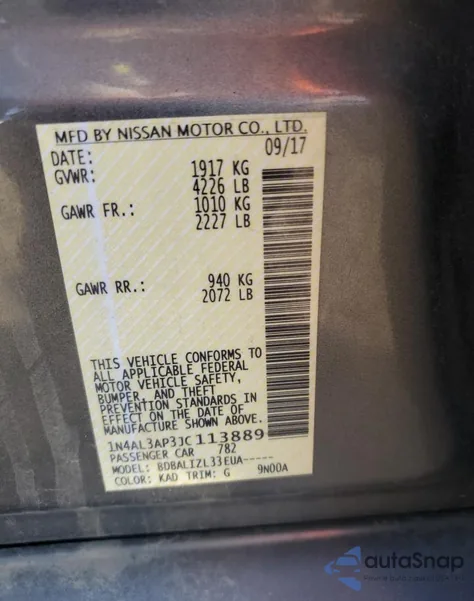 MFD BY NISSAN MOTOR CO., LTD.
DATE: 09/17
GVWR: 1917 KG
4226 LB
GAWR FR.: 1010 KG
2227 LB
GAWR RR.: 940 KG
2072 LB
THIS VEHICLE CONFORMS TO
ALL APPLICABLE FEDERAL
MOTOR VEHICLE SAFETY,
BUMPER, AND THEFT
PREVENTION STANDARDS IN
EFFECT ON THE DATE OF
MANUFACTURE SHOWN ABOVE.
1N4AL3AP3JC113889
PASSENGER CAR 782
MODEL: BDBALIZL33EUA-----
COLOR: KAD TRIM: G 9N00A
autaSnap